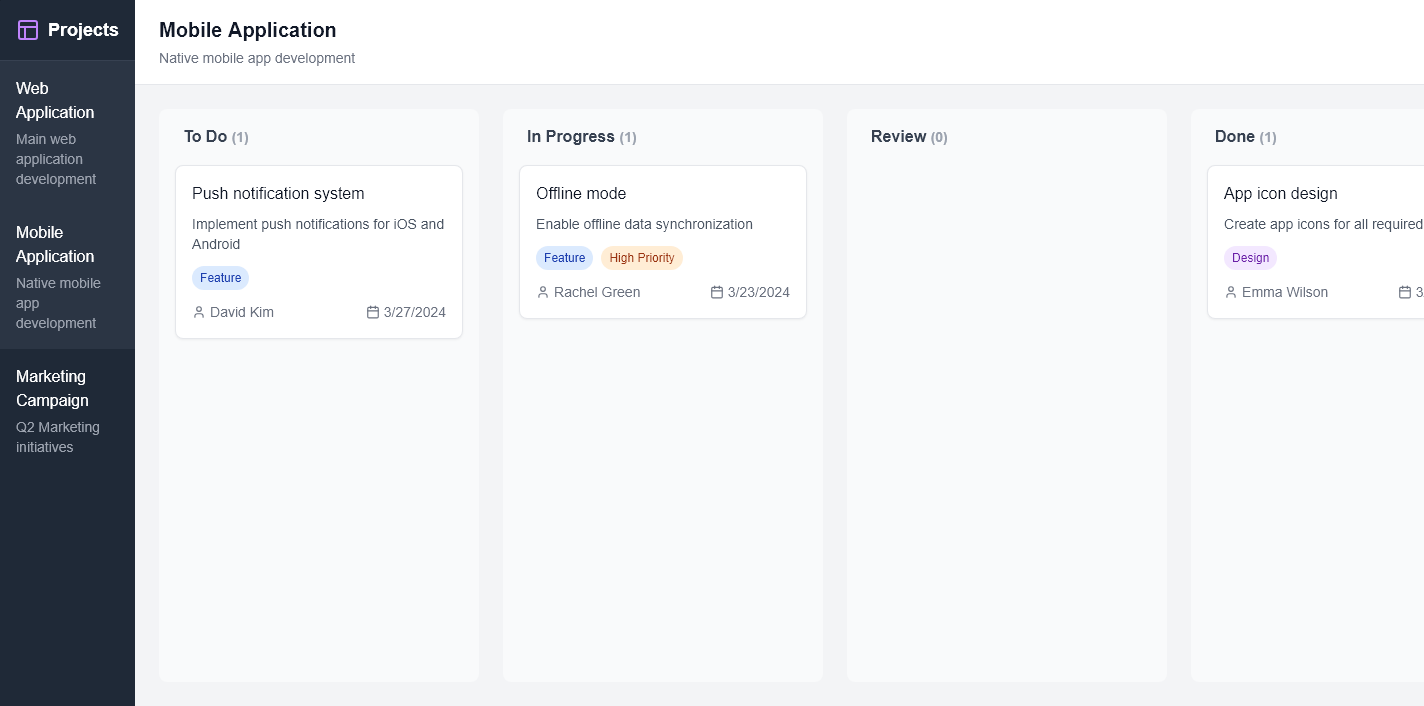 Projects
Web
Application
Main web
application
development
Mobile
Application
Native mobile
app
development
Marketing
Campaign
Q2 Marketing
initiatives
Mobile Application
Native mobile app development
To Do (1)
Push notification system
Implement push notifications for iOS and
Android
Feature
David Kim 3/27/2024
In Progress (1)
Offline mode
Enable offline data synchronization
Feature High Priority
Rachel Green 3/23/2024
Review (0)
Done (1)
App icon design
Create app icons for all required
Design
Emma Wilson